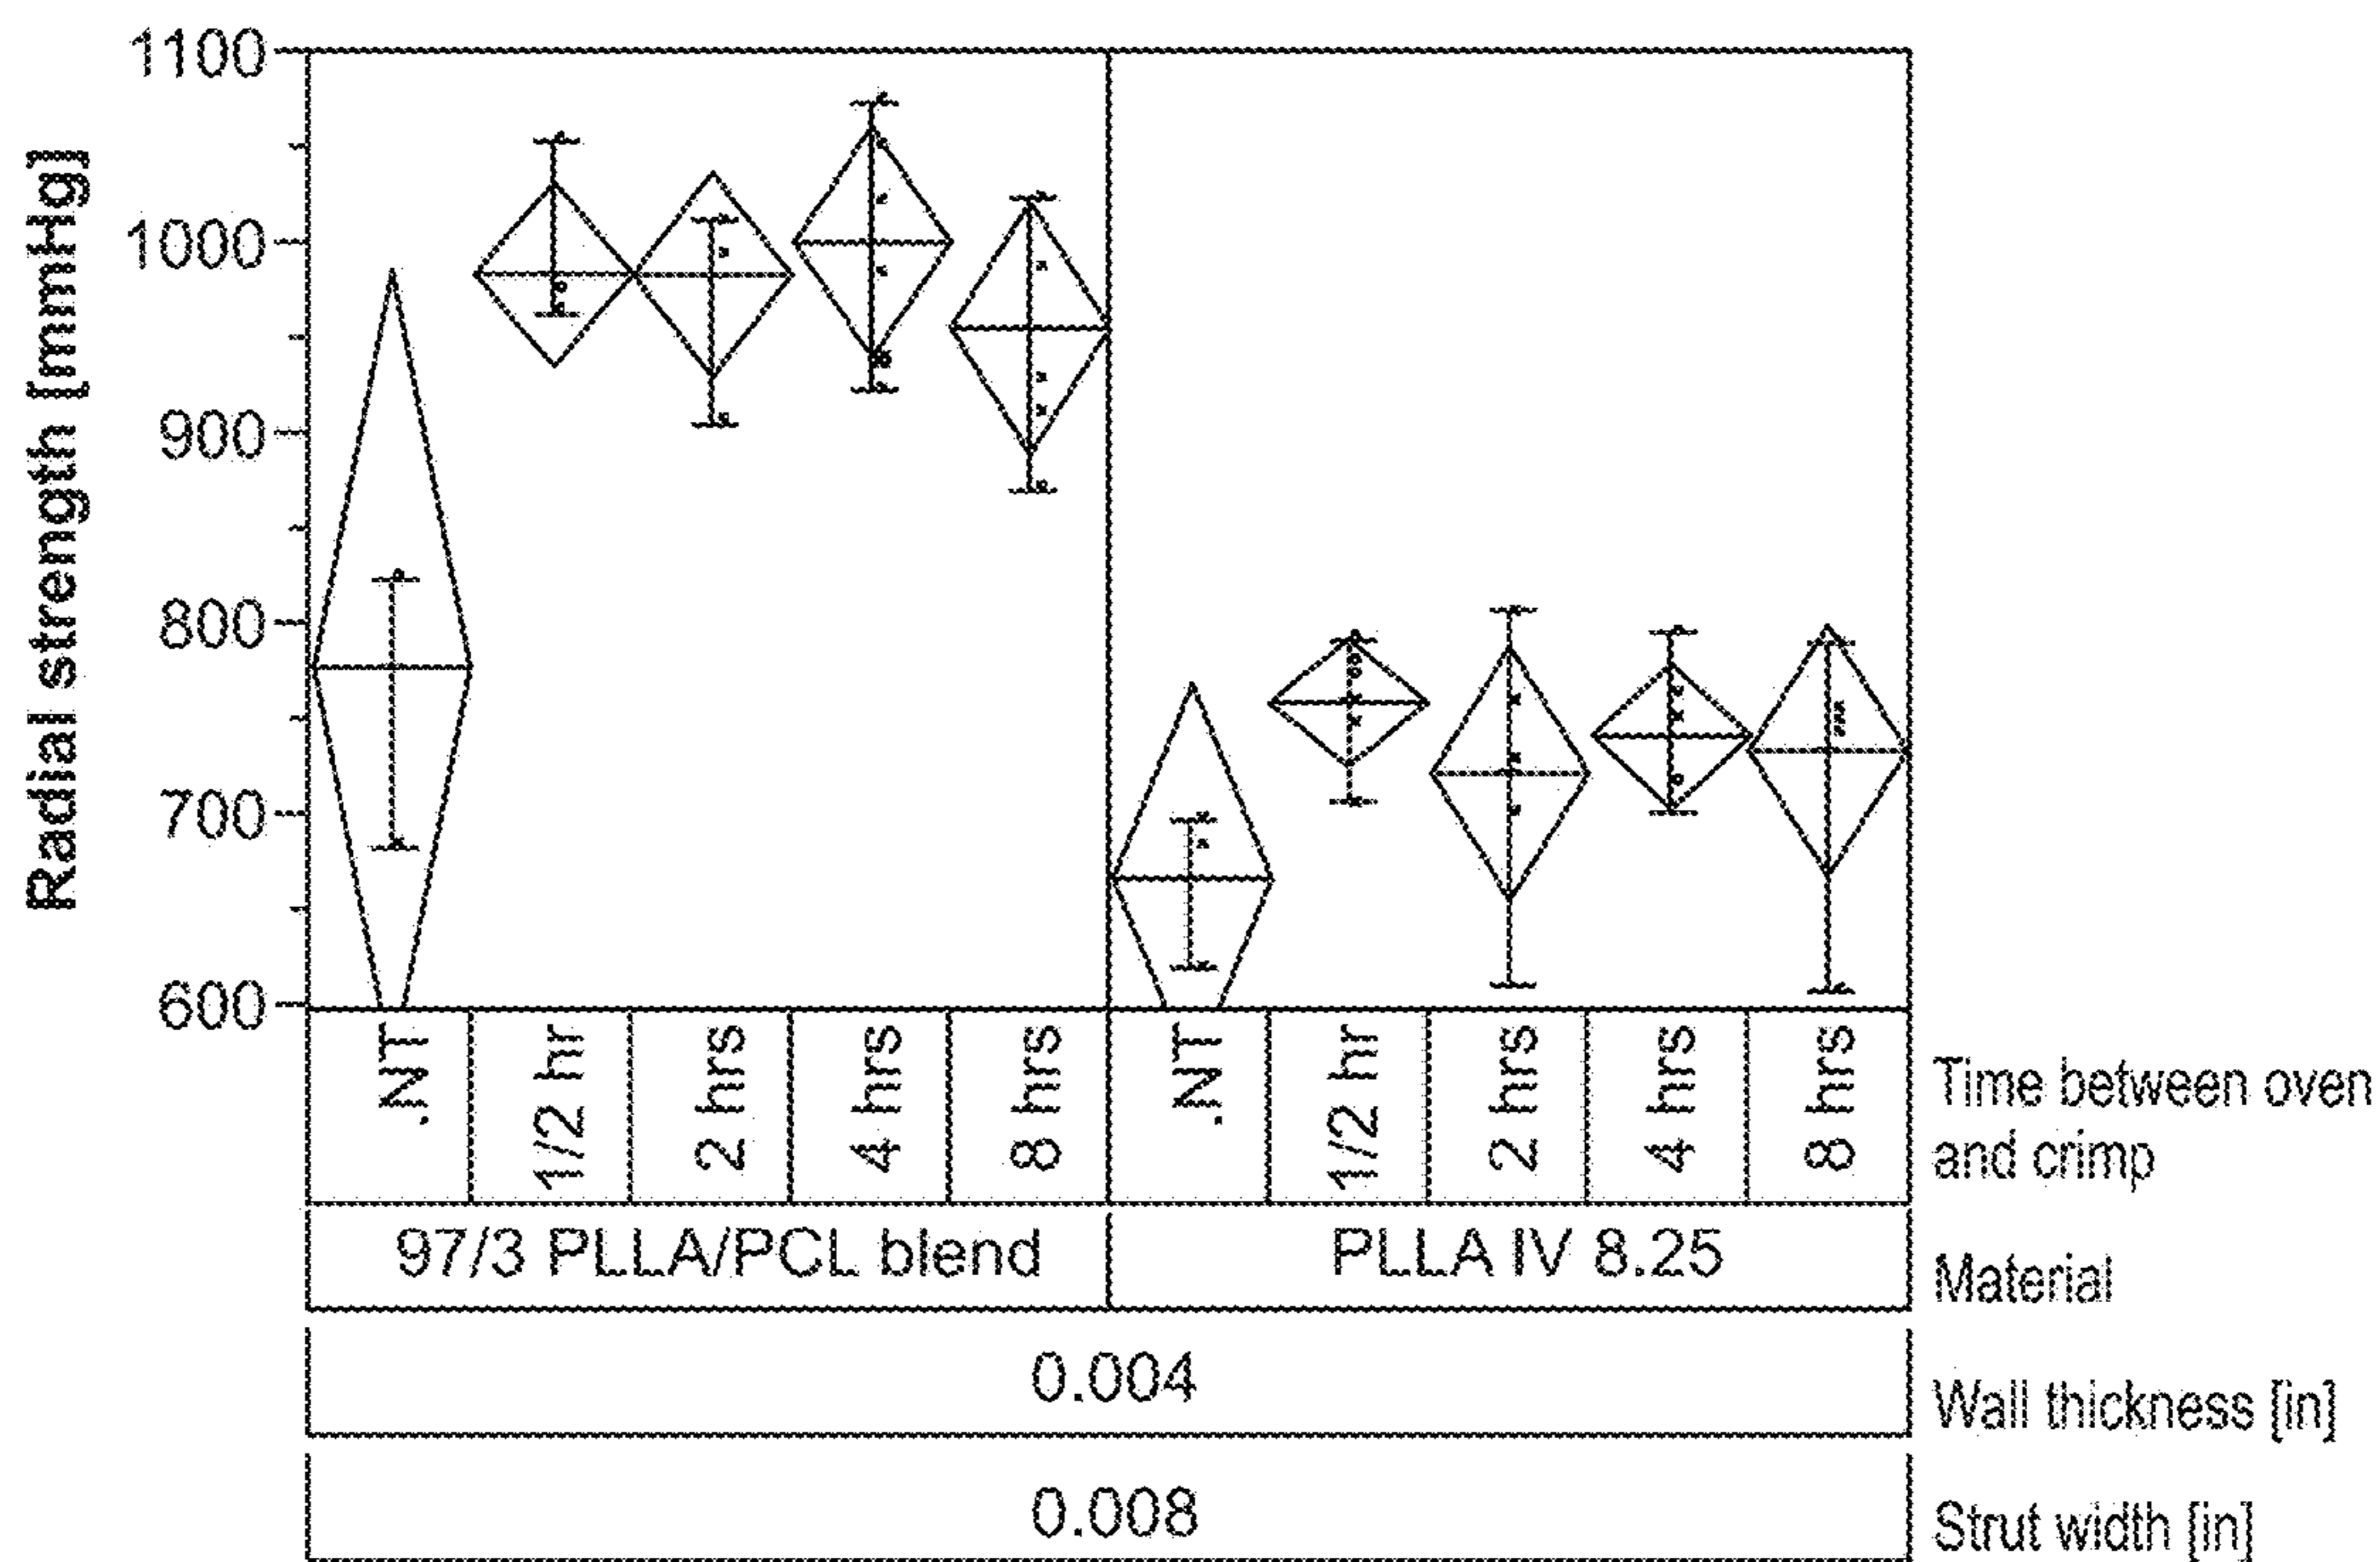 Radial strength [mmHg]
1100
1000
900
800
700
600
.NT
1/2 hr
2 hrs
4 hrs
8 hrs
.NT
1/2 hr
2 hrs
4 hrs
8 hrs
Time between oven
and crimp
97/3 PLLA/PCL blend
PLLA IV 8.25
Material
0.004
Wall thickness [in]
0.008
Strut width [in]